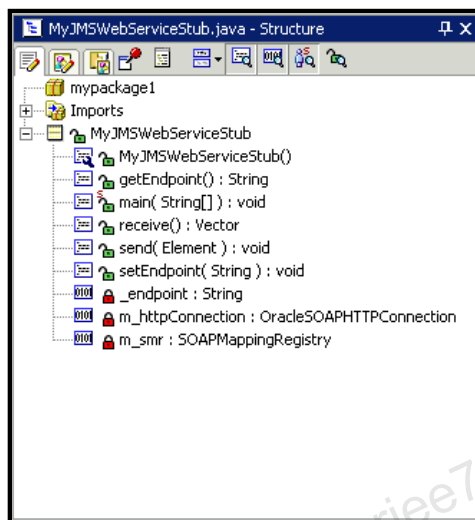 MyJMSWebServiceStub.java - Structure
mypackage1
Imports
MyJMSWebServiceStub
MyJMSWebServiceStub()
getEndpoint() : String
main( String[] ) : void
receive() : Vector
send( Element ) : void
setEndpoint( String ) : void
_endpoint : String
m_httpConnection : OracleSOAPHTTPConnection
m_smr : SOAPMappingRegistry